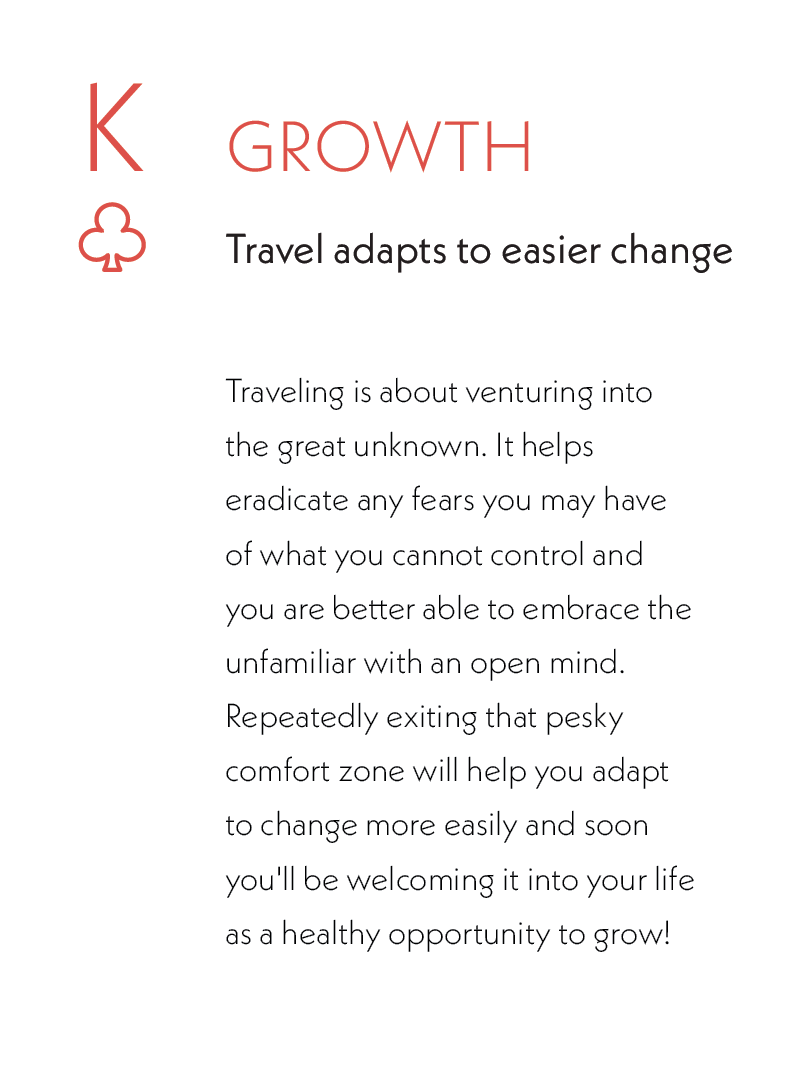 K
GROWTH
Travel adapts to easier change
Traveling is about venturing into
the great unknown. It helps
eradicate any fears you may have
of what you cannot control and
you are better able to embrace the
unfamiliar with an open mind.
Repeatedly exiting that pesky
comfort zone will help you adapt
to change more easily and soon
you'll be welcoming it into your life
as a healthy opportunity to grow!